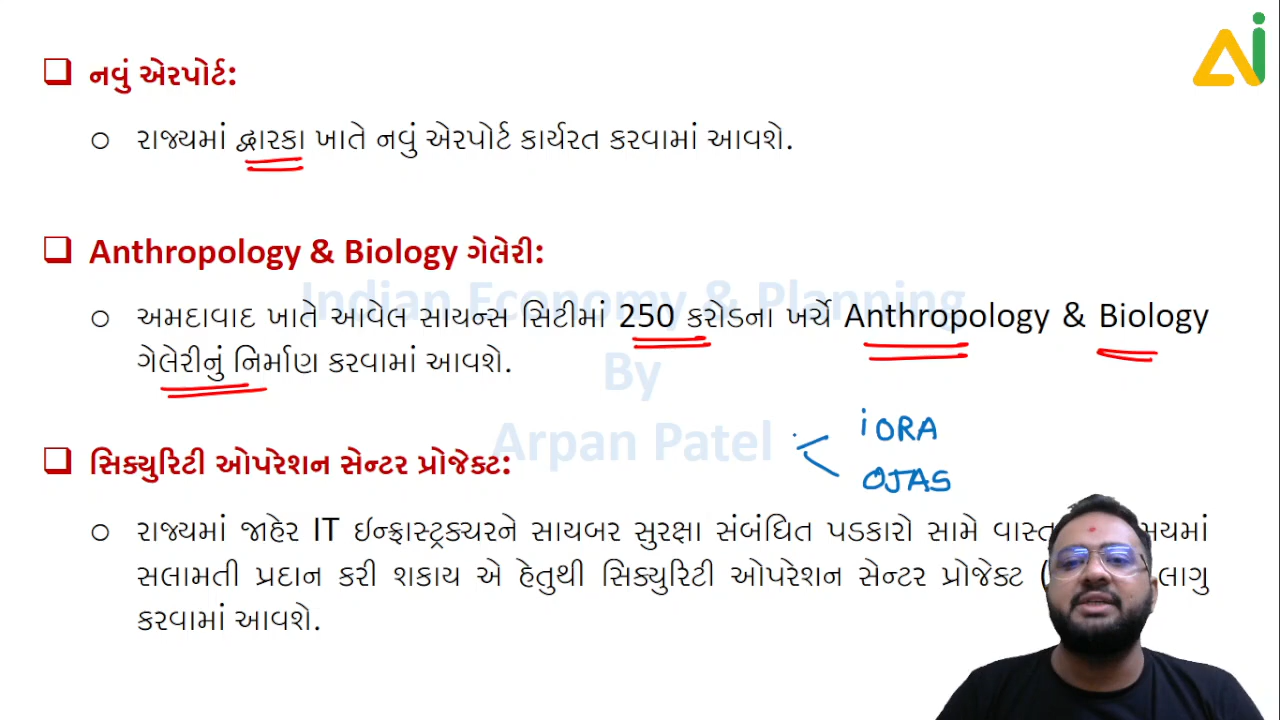 નવું એરપોર્ટ:
રાજ્યમાં દ્વારકા ખાતે નવું એરપોર્ટ કાર્યરત કરવામાં આવશે.
Anthropology & Biology ગેલેરી:
Indian Economy & Planning
અમદાવાદ ખાતે આવેલ સાયન્સ સિટીમાં 250 કરોડના ખર્ચે Anthropology & Biology
ગેલેરીનું નિર્માણ કરવામાં આવશે.
By
Arpan Patel
iORA
OJAS
સિક્યુરિટી ઓપરેશન સેન્ટર પ્રોજેક્ટ:
રાજ્યમાં જાહેર IT ઈન્ફ્રાસ્ટ્રક્ચરને સાયબર સુરક્ષા સંબંધિત પડકારો સામે
સલામતી પ્રદાન કરી શકાય એ હેતુથી સિક્યુરિટી ઓપરેશન સેન્ટર પ્રોજેક્ટ લાગુ
કરવામાં આવશે.